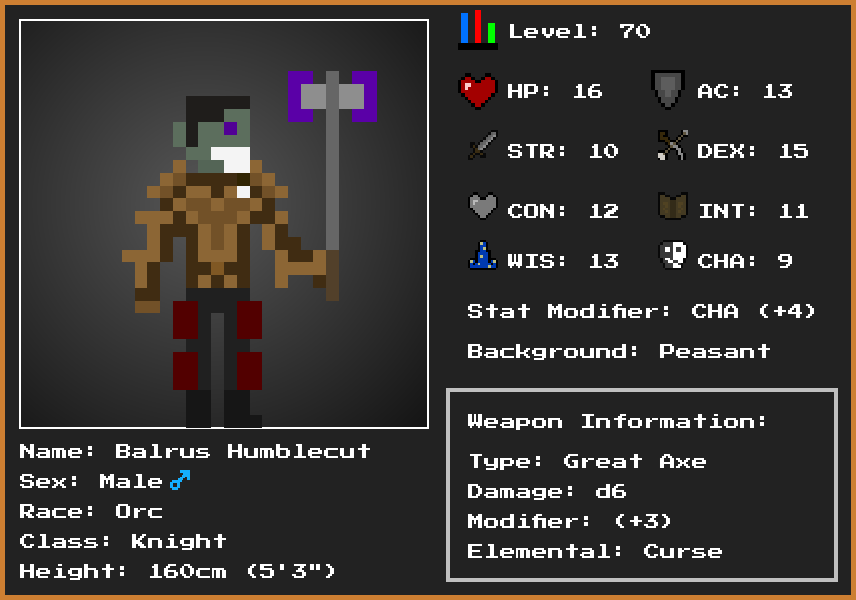 Level: 70
HP: 16 AC: 13
STR: 10 DEX: 15
CON: 12 INT: 11
WIS: 13 CHA: 9
Stat Modifier: CHA (+4)
Background: Peasant
Weapon Information:
Type: Great Axe
Damage: d6
Modifier: (+3)
Elemental: Curse
Name: Balrus Humblecut
Sex: Male ♂
Race: Orc
Class: Knight
Height: 160cm (5'3")